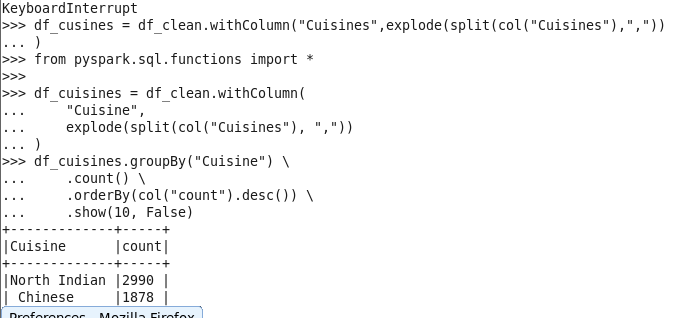 KeyboardInterrupt
>>> df_cusines = df_clean.withColumn("Cuisines",explode(split(col("Cuisines"),","))
... )
>>> from pyspark.sql.functions import *
>>>
>>> df_cuisines = df_clean.withColumn(
...     "Cuisine",
...     explode(split(col("Cuisines"), ","))
... )
>>> df_cuisines.groupBy("Cuisine") \
...     .count() \
...     .orderBy(col("count").desc()) \
...     .show(10, False)
+-------------+-----+
|Cuisine      |count|
+-------------+-----+
|North Indian |2990 |
| Chinese     |1878 |
Preferences - Mozilla Firefox